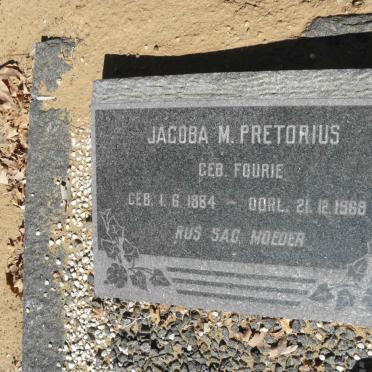 JACOBA M. PRETORIUS
GEB. FOURIE
GEB. 1.6.1884 - OORL. 21.12.1968
RUS SAG, MOEDER